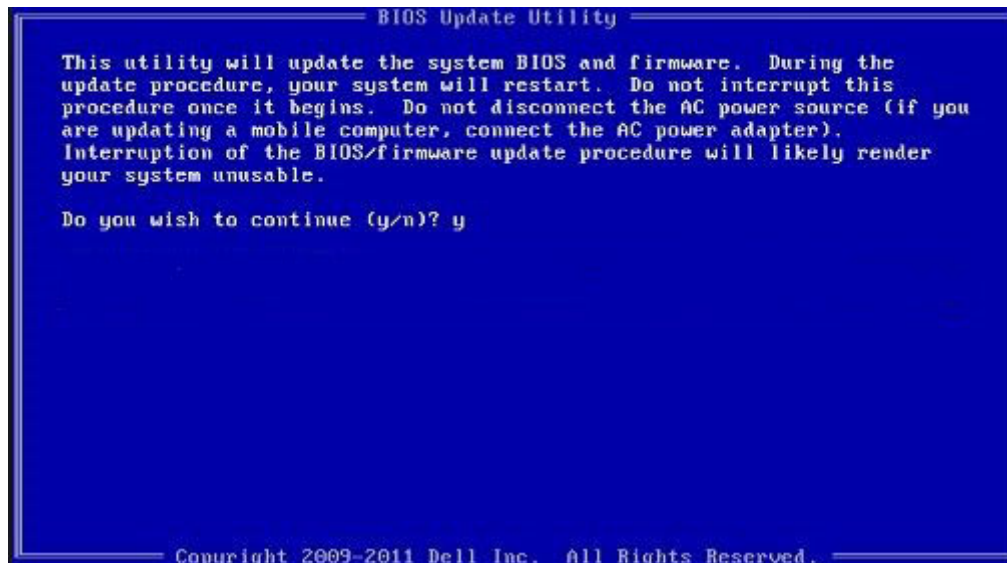 BIOS Update Utility
This utility will update the system BIOS and firmware. During the
update procedure, your system will restart. Do not interrupt this
procedure once it begins. Do not disconnect the AC power source (if you
are updating a mobile computer, connect the AC power adapter).
Interruption of the BIOS/firmware update procedure will likely render
your system unusable.
Do you wish to continue (y/n)? y
Copyright 2009-2011 Dell Inc. All Rights Reserved.